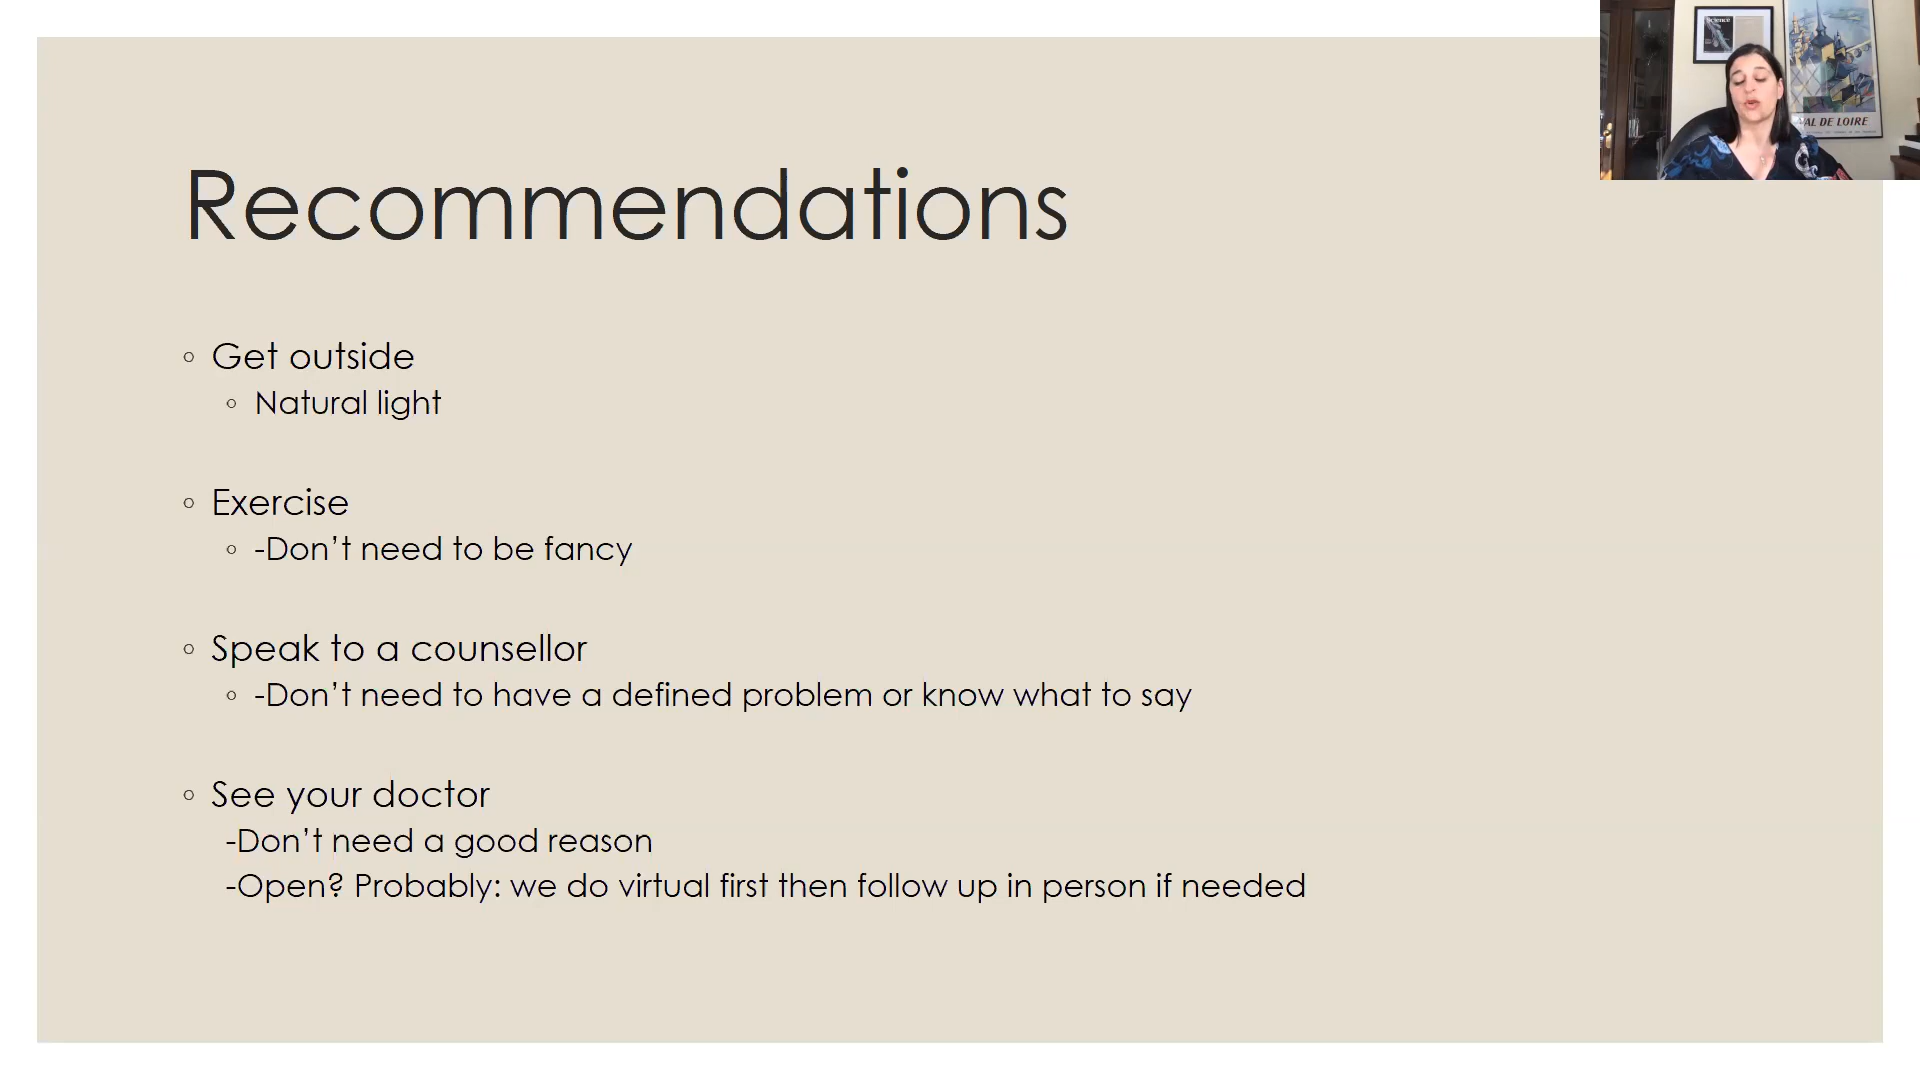 Science
VAL DE LOIRE
Recommendations
Get outside
Natural light
Exercise
-Don’t need to be fancy
Speak to a counsellor
-Don’t need to have a defined problem or know what to say
See your doctor
-Don’t need a good reason
-Open? Probably: we do virtual first then follow up in person if needed